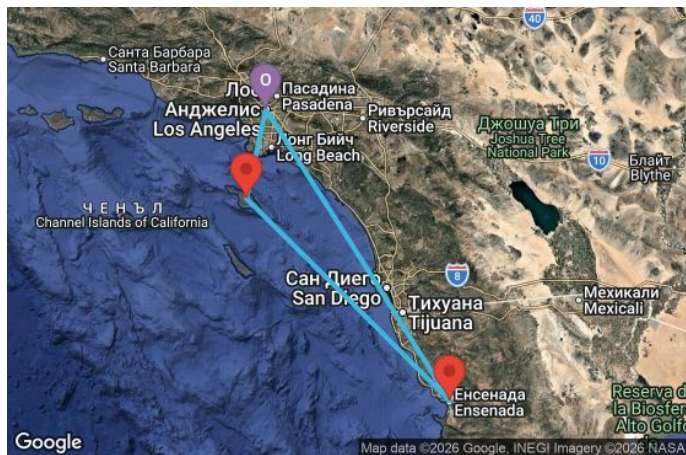 40
Санта Барбара
Santa Barbara
О
Пасадина
Pasadena
Лос
Анджелис
Los Angeles
Ривърсайд
Riverside
Лонг Бийч
Long Beach
Джошуа Три
Joshua Tree
National Park
10
Блайт
Blythe
ЧЕНЪЛ
Channel Islands of California
8
Сан Диего
San Diego
Тихуана
Tijuana
Мехикали
Mexicali
Енсенада
Ensenada
Reserva d
la Biosfer
Alto Golfo
Google
Map data ©2026 Google, INEGI Imagery ©2026 NASA